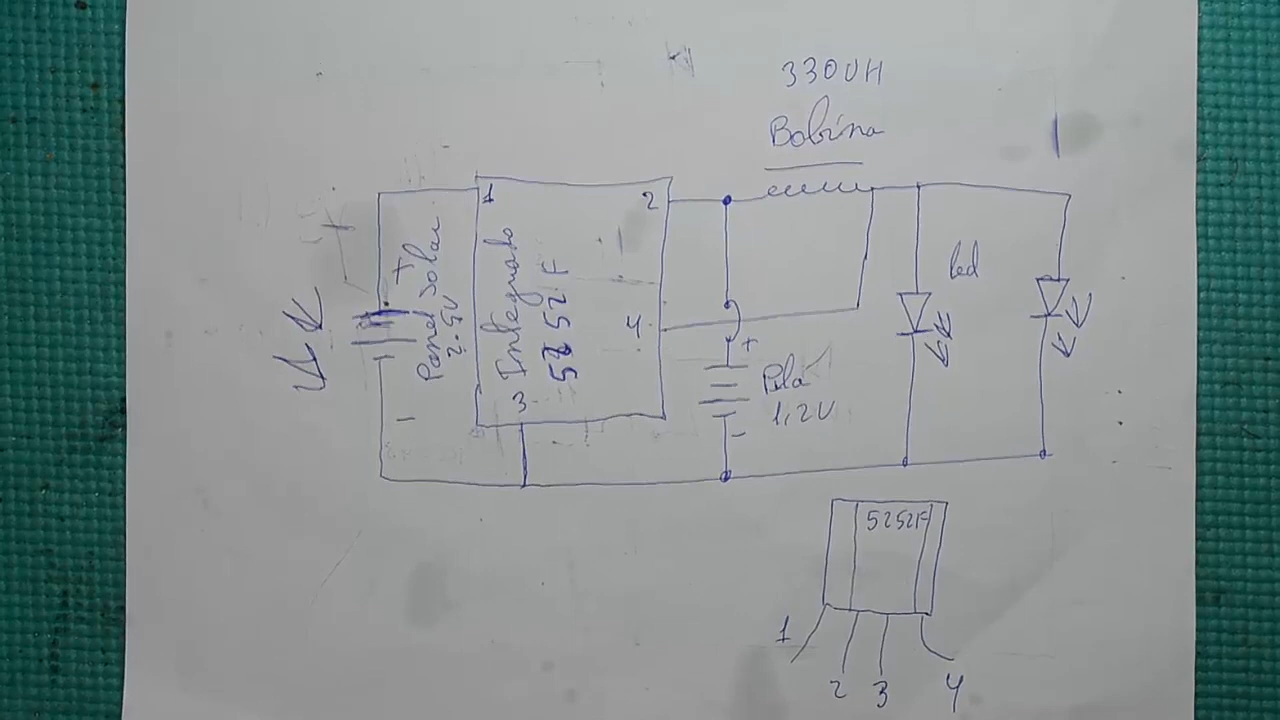 330UH
Bobina
1
2
+
Panel Solar
2.5V
Integrado
5252F
4
3
led
+
Pila
1,2V
-
-
5252F
1
2
3
4